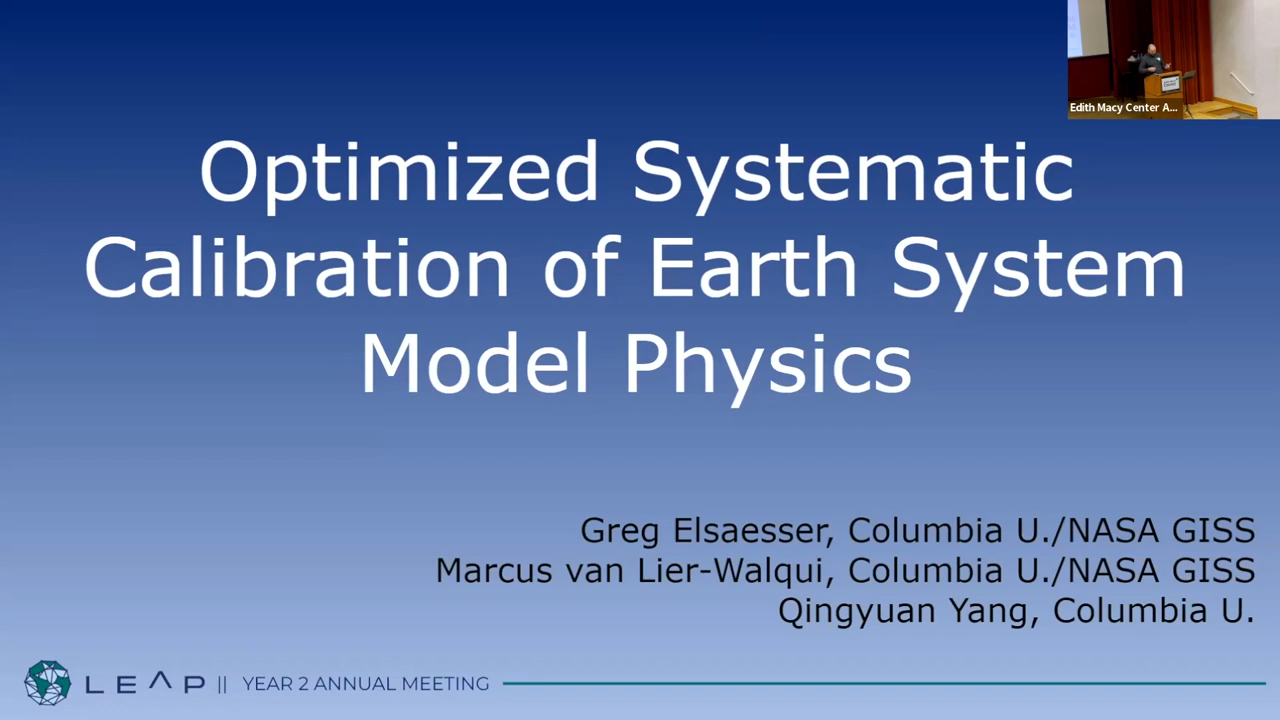 Edith Macy Center A...
Optimized Systematic
Calibration of Earth System
Model Physics
Greg Elsaesser, Columbia U./NASA GISS
Marcus van Lier-Walqui, Columbia U./NASA GISS
Qingyuan Yang, Columbia U.
LEAP || YEAR 2 ANNUAL MEETING